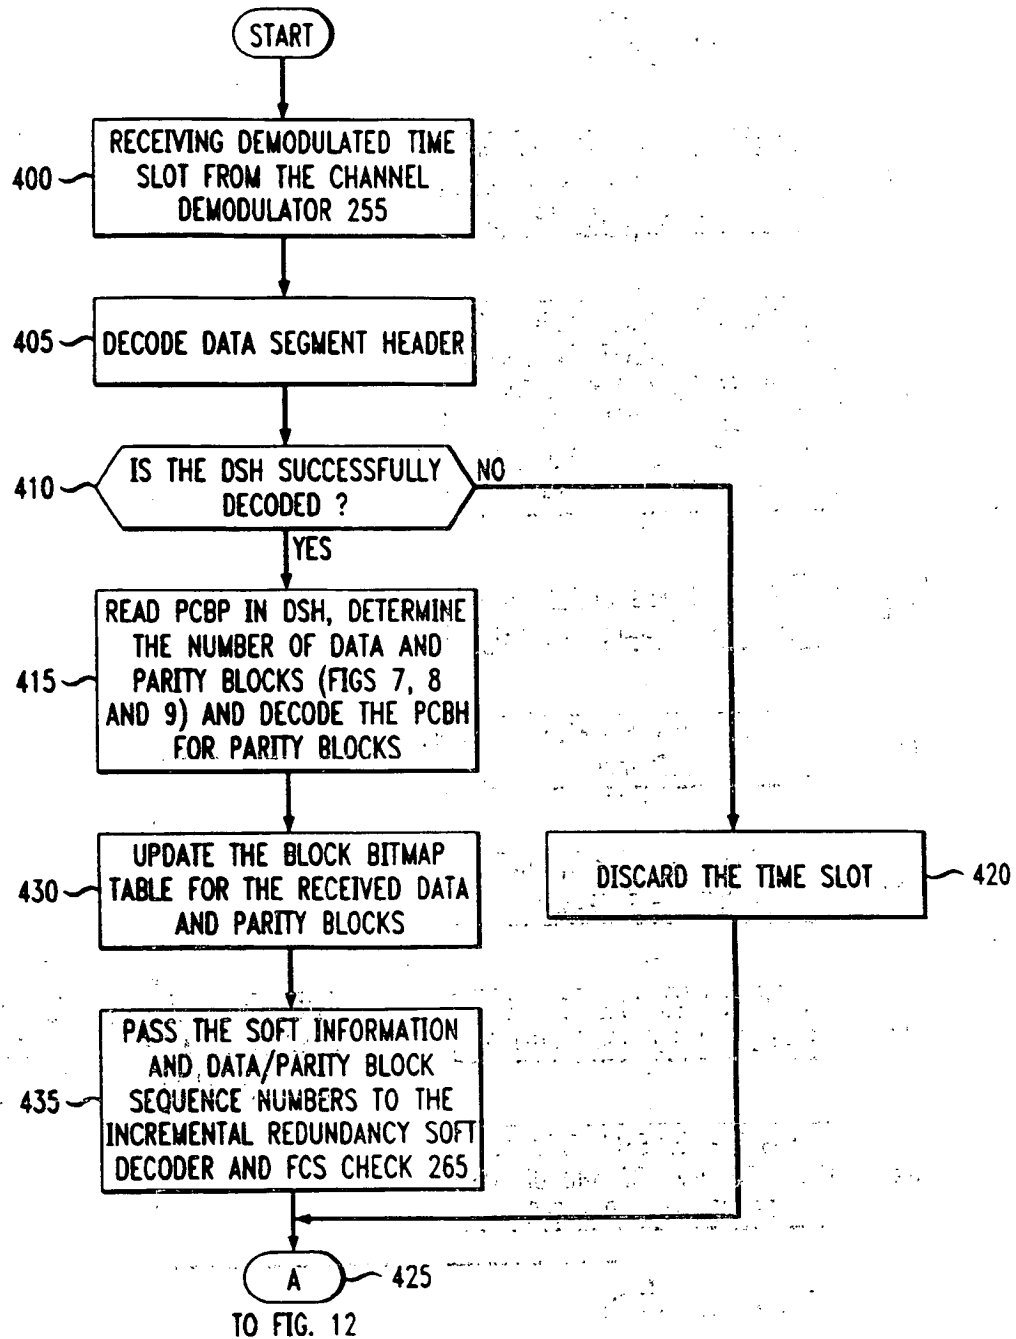 START
RECEIVING DEMODULATED TIME
SLOT FROM THE CHANNEL
DEMODULATOR 255
400
DECODE DATA SEGMENT HEADER
405
IS THE DSH SUCCESSFULLY
DECODED ?
410
NO
YES
READ PCBP IN DSH, DETERMINE
THE NUMBER OF DATA AND
PARITY BLOCKS (FIGS 7, 8
AND 9) AND DECODE THE PCBH
FOR PARITY BLOCKS
415
UPDATE THE BLOCK BITMAP
TABLE FOR THE RECEIVED DATA
AND PARITY BLOCKS
430
DISCARD THE TIME SLOT
420
PASS THE SOFT INFORMATION
AND DATA/PARITY BLOCK
SEQUENCE NUMBERS TO THE
INCREMENTAL REDUNDANCY SOFT
DECODER AND FCS CHECK 265
435
A
425
TO FIG. 12